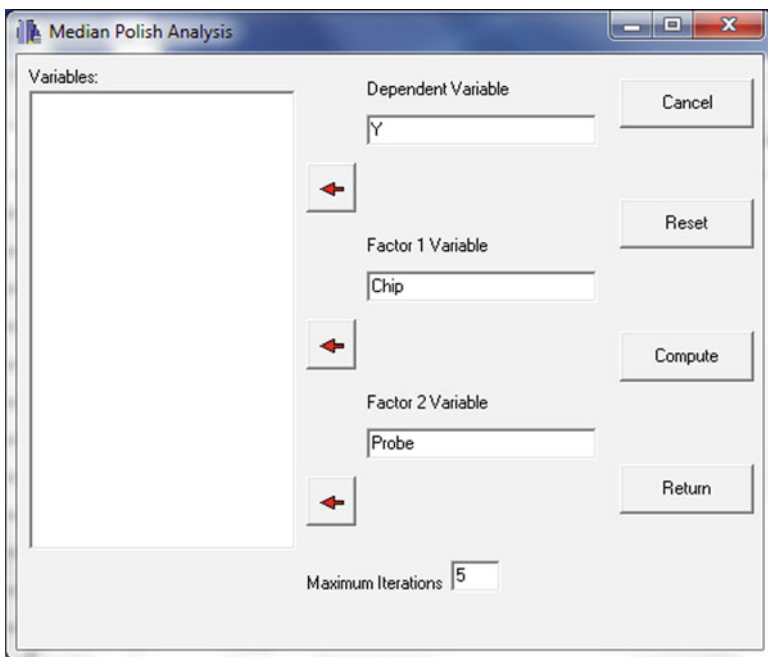 Median Polish Analysis
Variables:
Dependent Variable
Y
Factor 1 Variable
Chip
Factor 2 Variable
Probe
Maximum Iterations 5
Cancel
Reset
Compute
Return